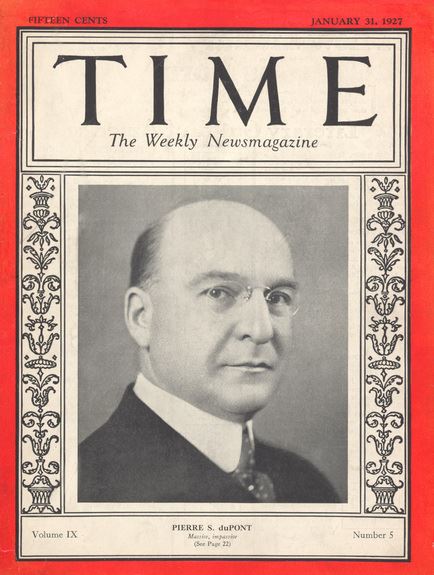 FIFTEEN CENTS JANUARY 31, 1927
TIME
The Weekly Newsmagazine
PIERRE S. duPONT
Massive, impassive
(See Page 22)
Volume IX Number 5